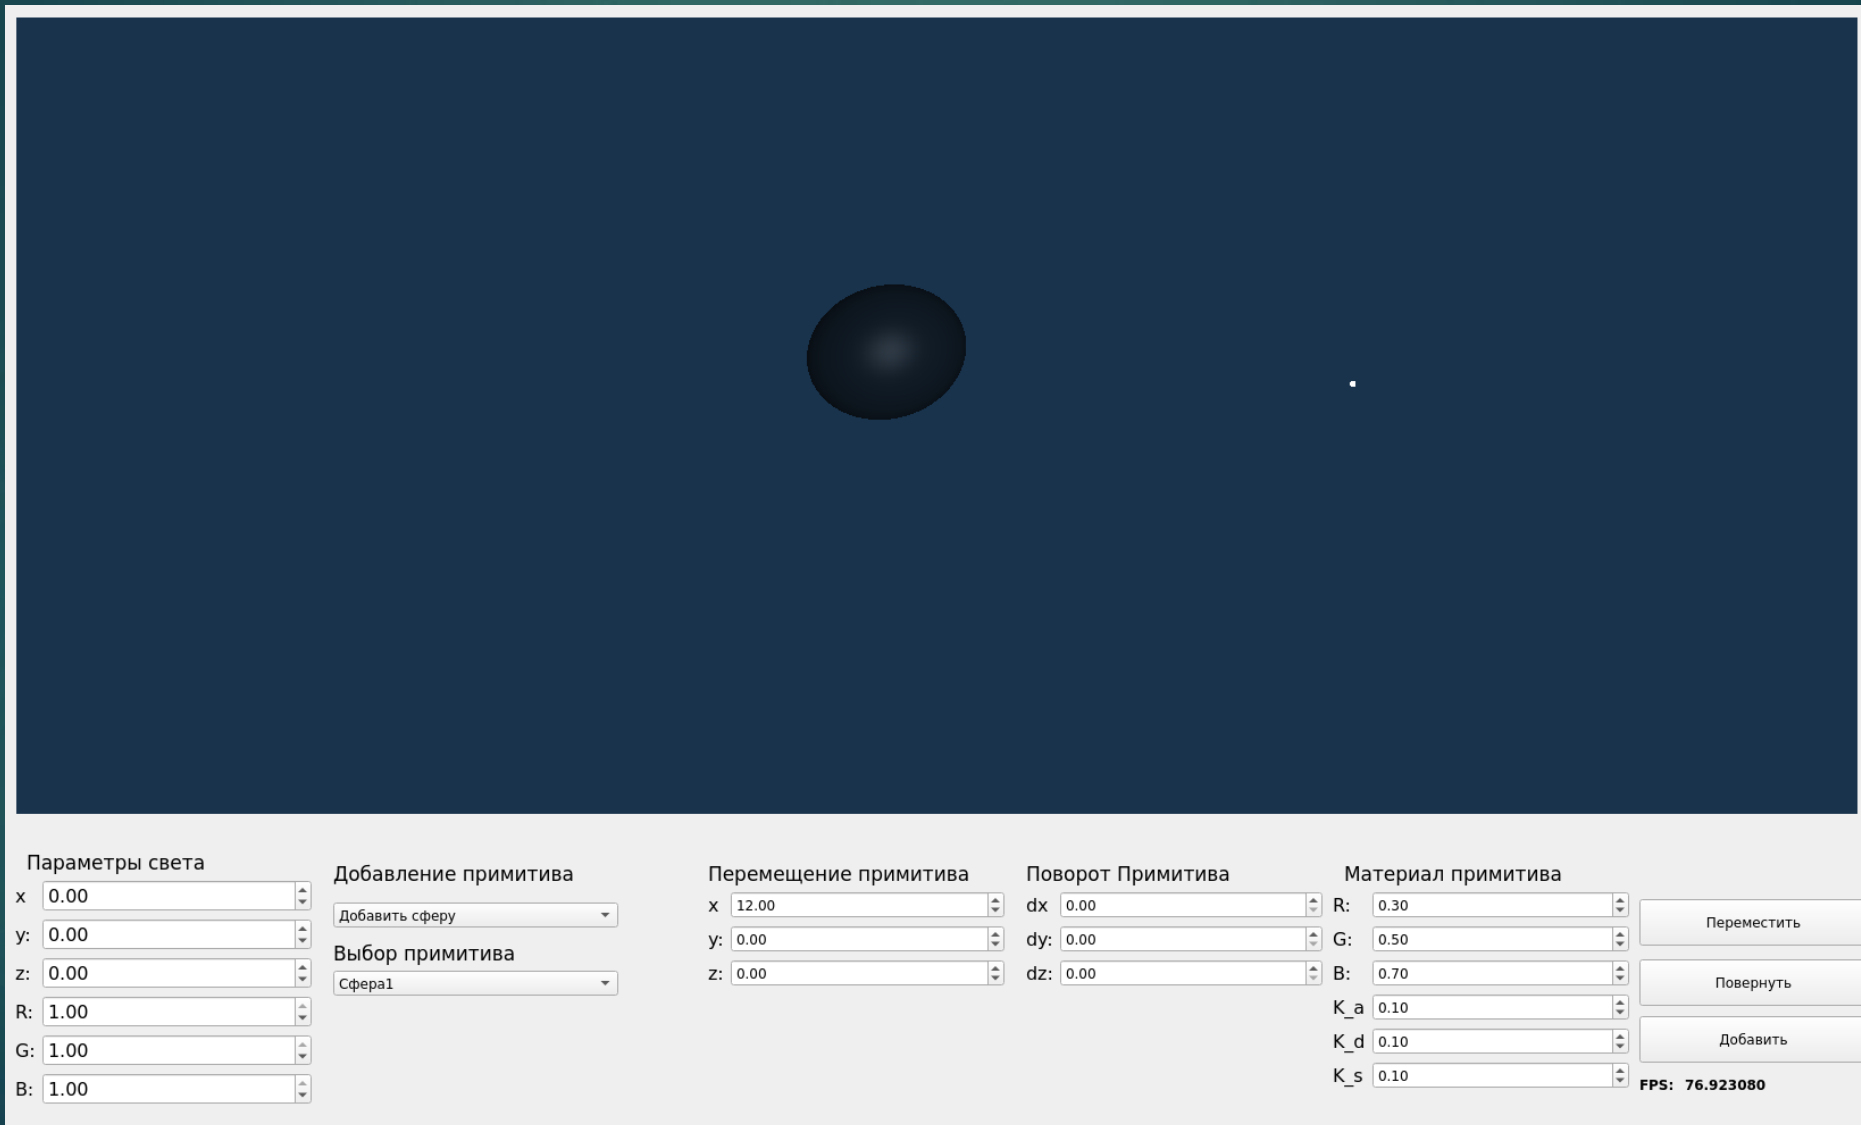 Параметры света
x 0.00
y: 0.00
z: 0.00
R: 1.00
G: 1.00
B: 1.00
Добавление примитива
Добавить сферу
Выбор примитива
Сфера1
Перемещение примитива
x 12.00
y: 0.00
z: 0.00
Поворот Примитива
dx 0.00
dy: 0.00
dz: 0.00
Материал примитива
R: 0.30
G: 0.50
B: 0.70
K_a 0.10
K_d 0.10
K_s 0.10
Переместить
Повернуть
Добавить
FPS: 76.923080